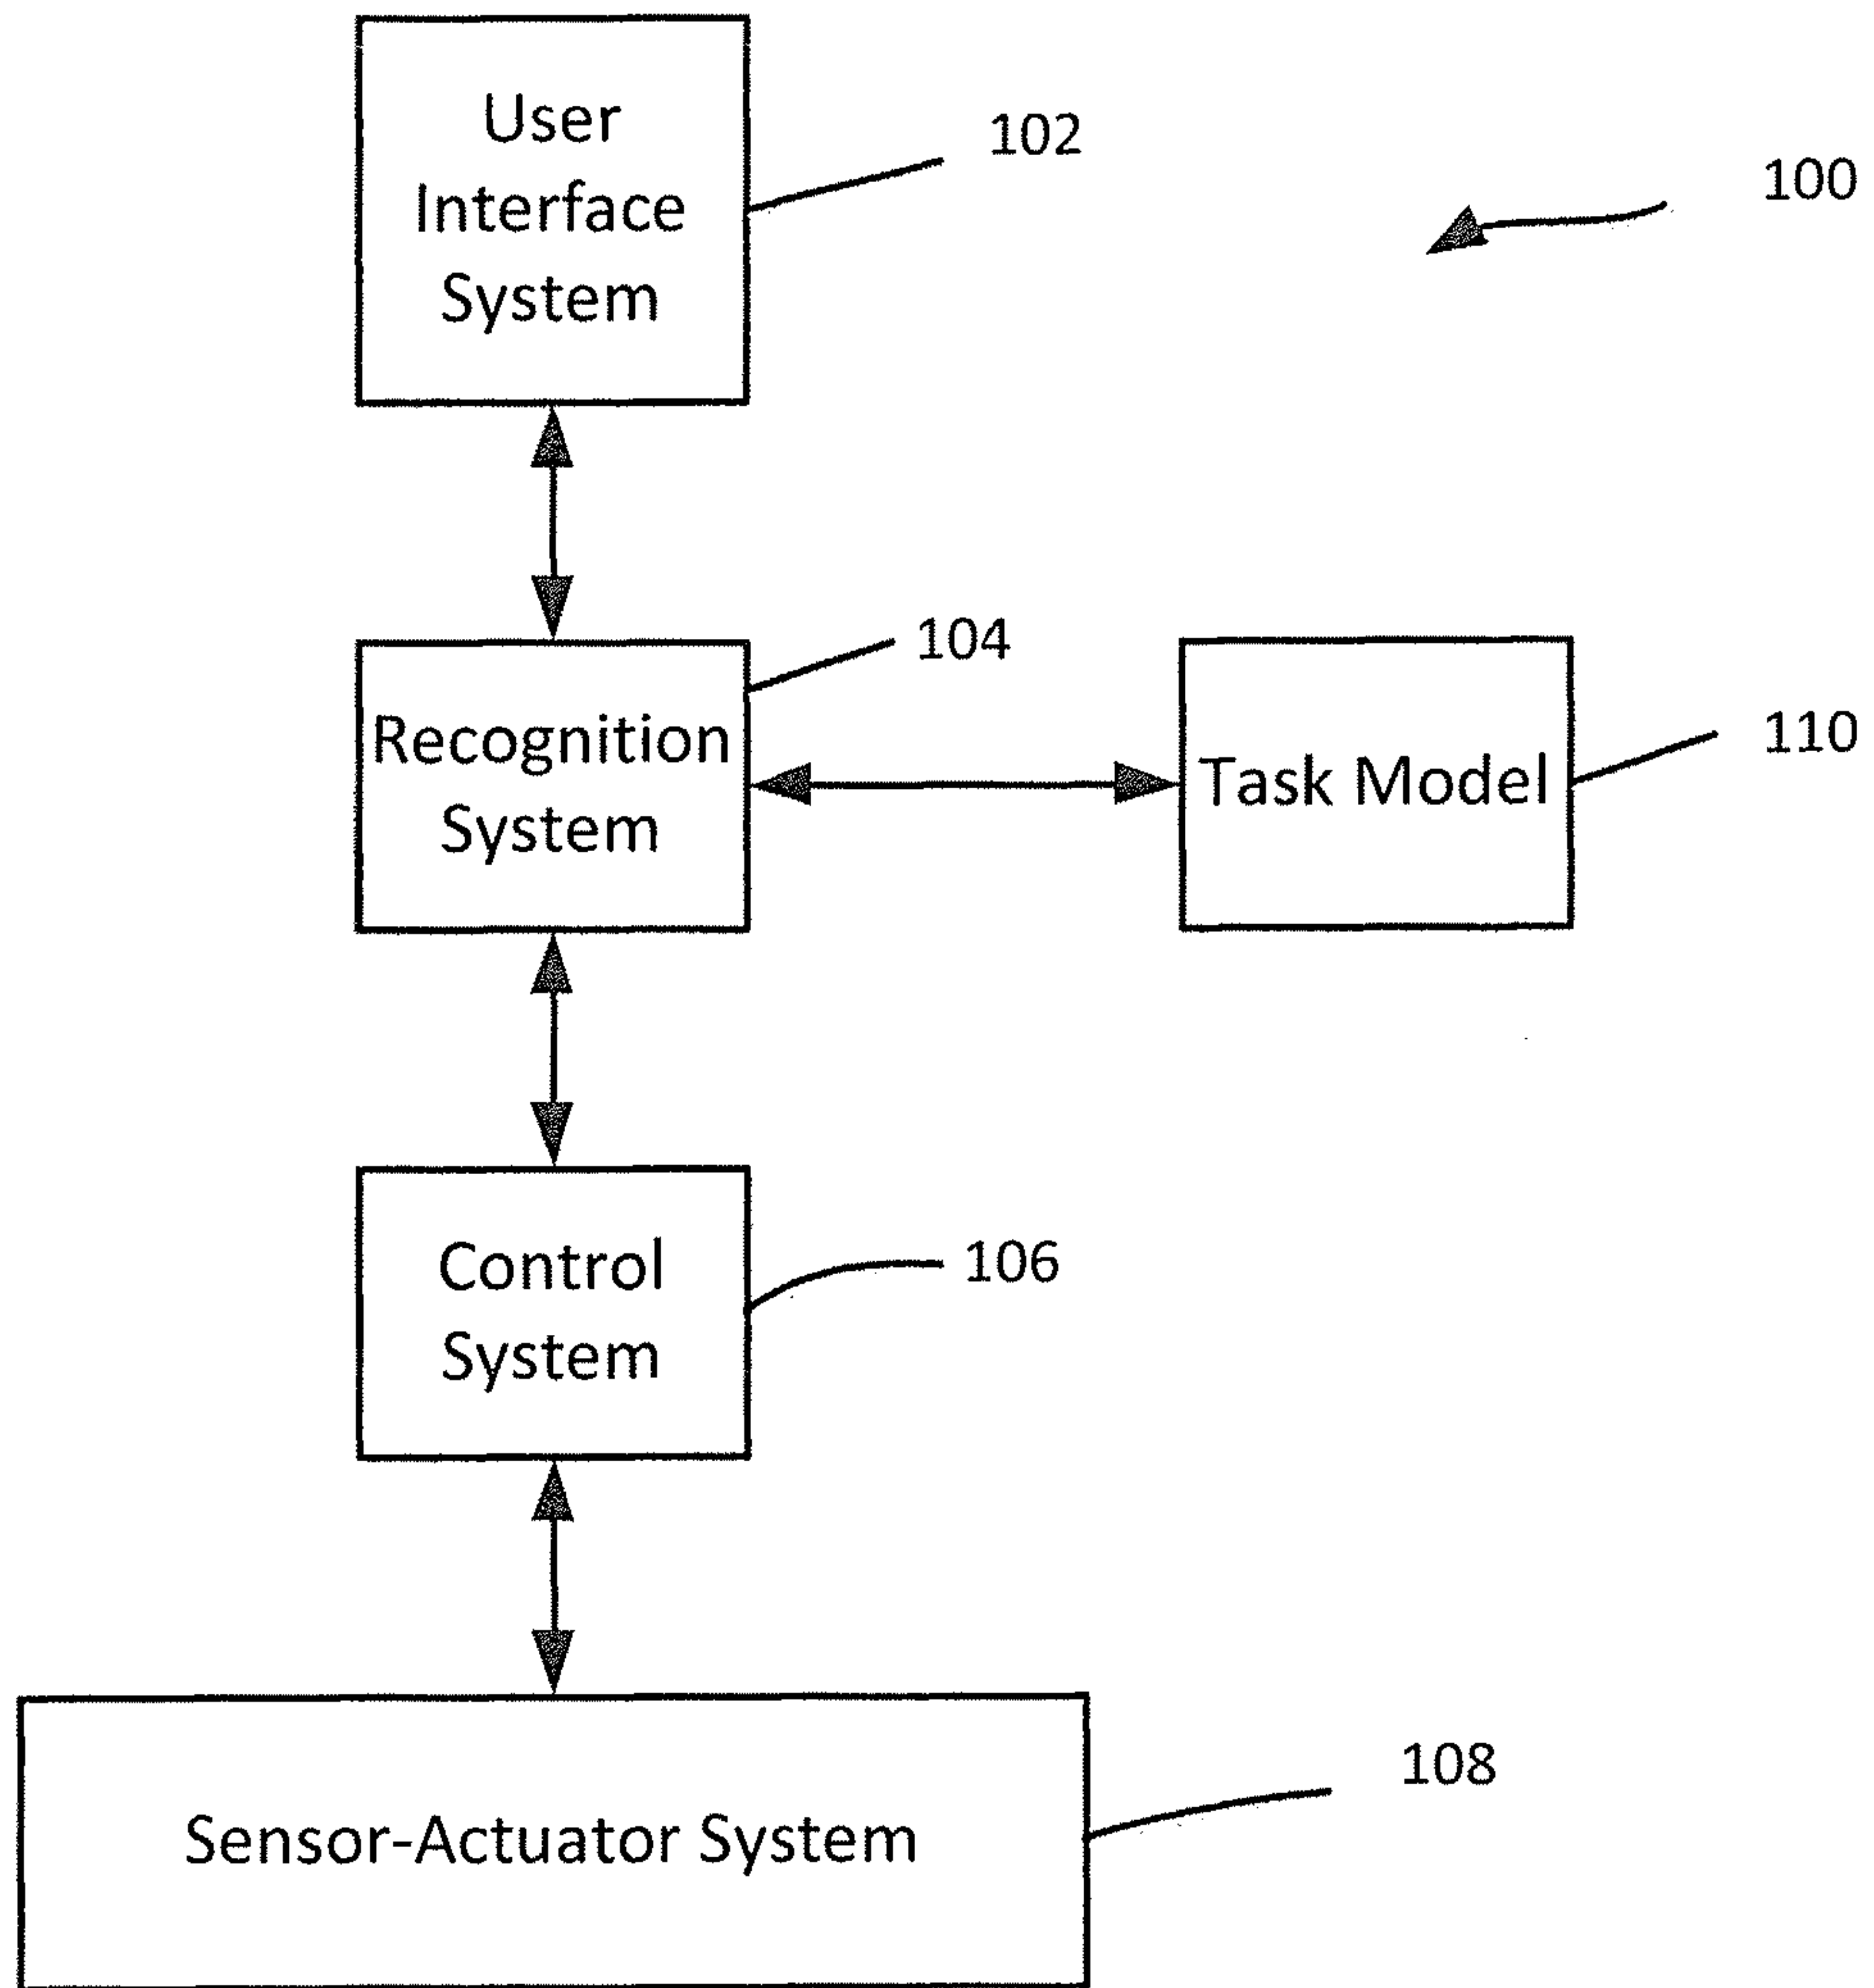 User
Interface
System
102
100
104
Recognition
System
Task Model
110
Control
System
106
108
Sensor-Actuator System